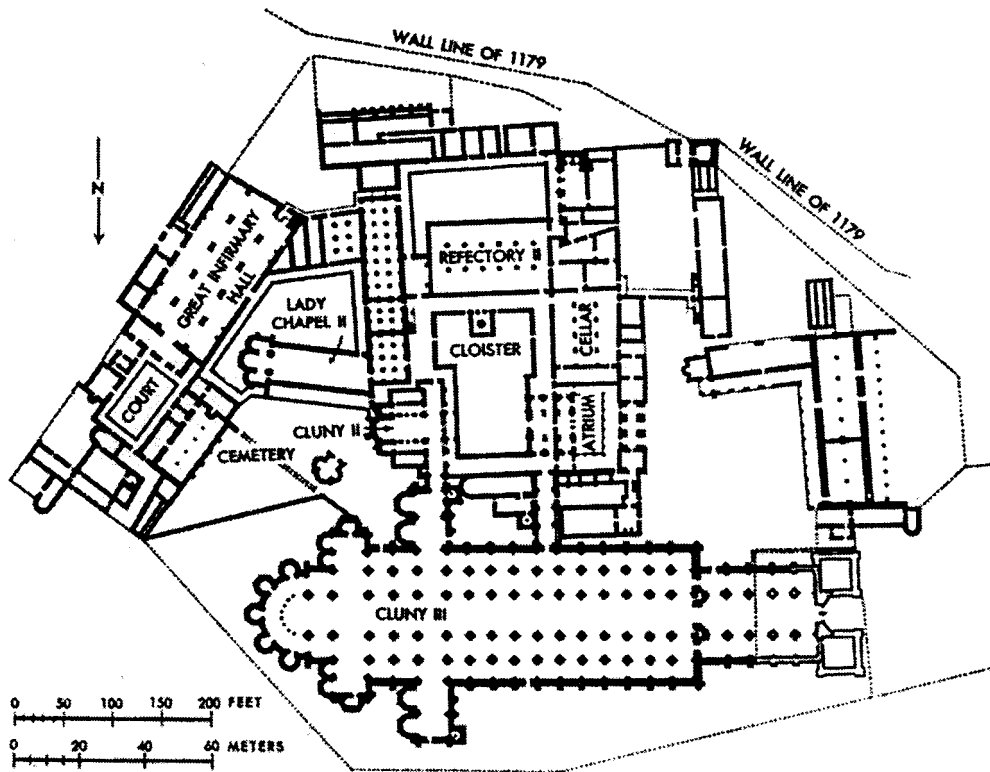 WALL LINE OF 1179
WALL LINE OF 1179
N
GREAT INFIRMARY
HALL
REFECTORY II
LADY
CHAPEL II
CLOISTER
CELLAR
COURT
CLUNY II
ATRIUM
CEMETERY
CLUNY III
0 50 100 150 200 FEET
0 20 40 60 METERS